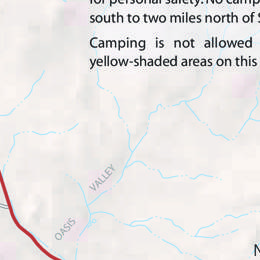 for personal safety. No camp
south to two miles north of S
Camping is not allowed
yellow-shaded areas on this
OASIS VALLEY
N